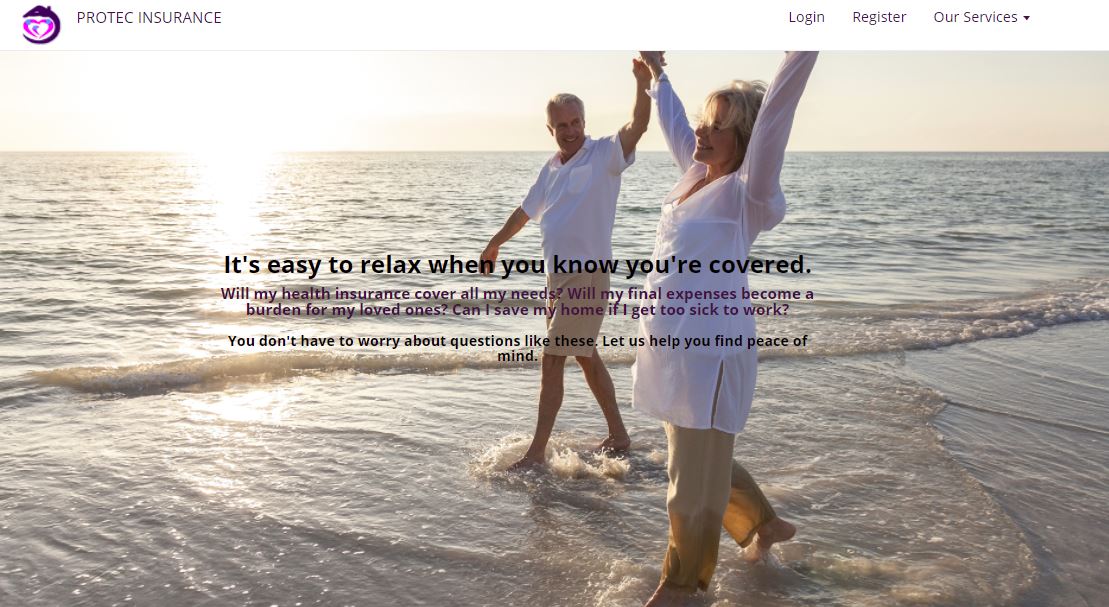 PROTEC INSURANCE
Login Register Our Services
It's easy to relax when you know you're covered.
Will my health insurance cover all my needs? Will my final expenses become a
burden for my loved ones? Can I save my home if I get too sick to work?
You don't have to worry about questions like these. Let us help you find peace of
mind.